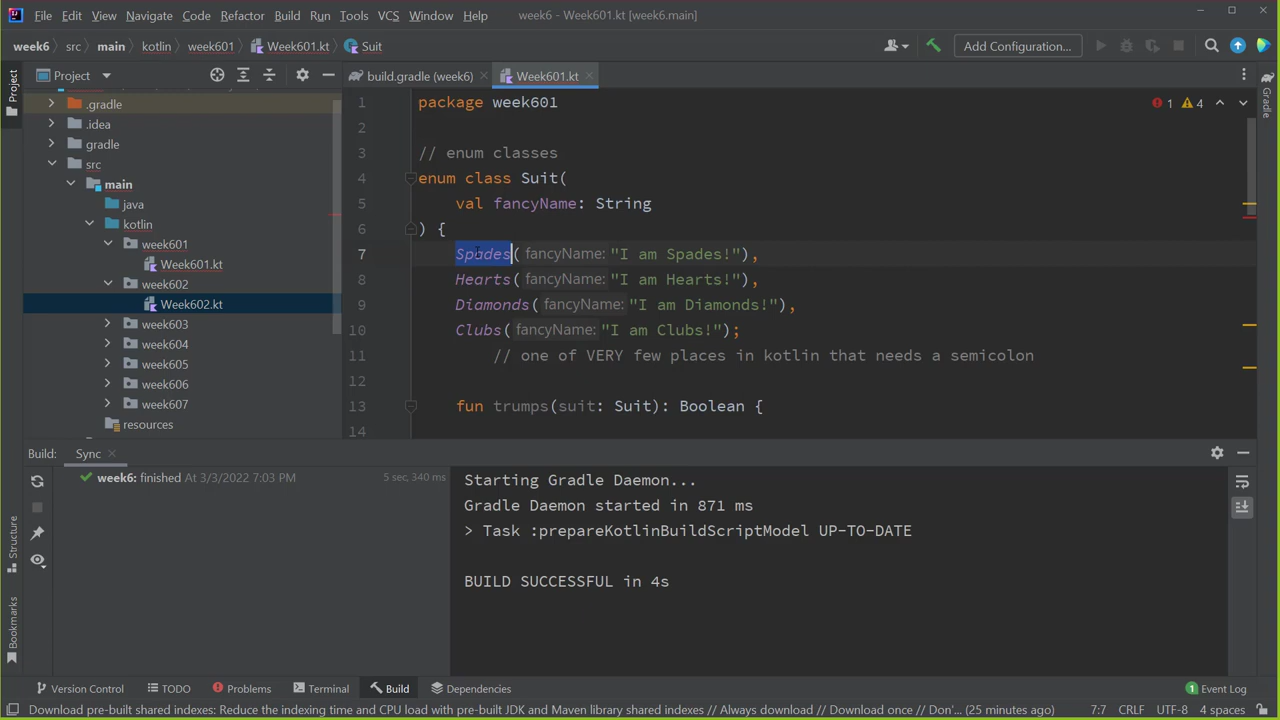 File Edit View Navigate Code Refactor Build Run Tools VCS Window Help week6 - Week601.kt [week6.main]
week6 src main kotlin week601 Week601.kt Suit Add Configuration...
Project
build.gradle (week6) Week601.kt
Project
Gradle
.gradle
.idea
gradle
src
main
java
kotlin
week601
Week601.kt
week602
Week602.kt
week603
week604
week605
week606
week607
resources
1 package week601 1 4
2
3 // enum classes
4 enum class Suit(
5 val fancyName: String
6 ) {
7 Spades( fancyName: "I am Spades!"),
8 Hearts( fancyName: "I am Hearts!"),
9 Diamonds( fancyName: "I am Diamonds!"),
10 Clubs( fancyName: "I am Clubs!");
11 // one of VERY few places in kotlin that needs a semicolon
12
13 fun trumps(suit: Suit): Boolean {
14
Build: Sync
week6: finished At 3/3/2022 7:03 PM 5 sec, 340 ms
Starting Gradle Daemon...
Gradle Daemon started in 871 ms
> Task :prepareKotlinBuildScriptModel UP-TO-DATE
BUILD SUCCESSFUL in 4s
Structure
Bookmarks
Version Control TODO Problems Terminal Build Dependencies 1 Event Log
Download pre-built shared indexes: Reduce the indexing time and CPU load with pre-built JDK and Maven library shared indexes // Always download // Download once // Don'... (25 minutes ago) 7:7 CRLF UTF-8 4 spaces